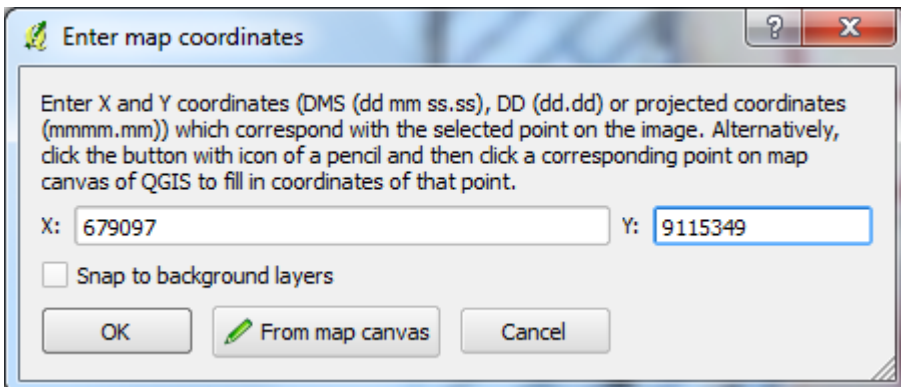 Enter map coordinates
Enter X and Y coordinates (DMS (dd mm ss.ss), DD (dd.dd) or projected coordinates
(mmmm.mm)) which correspond with the selected point on the image. Alternatively,
click the button with icon of a pencil and then click a corresponding point on map
canvas of QGIS to fill in coordinates of that point.
X: 679097 Y: 9115349
Snap to background layers
OK From map canvas Cancel